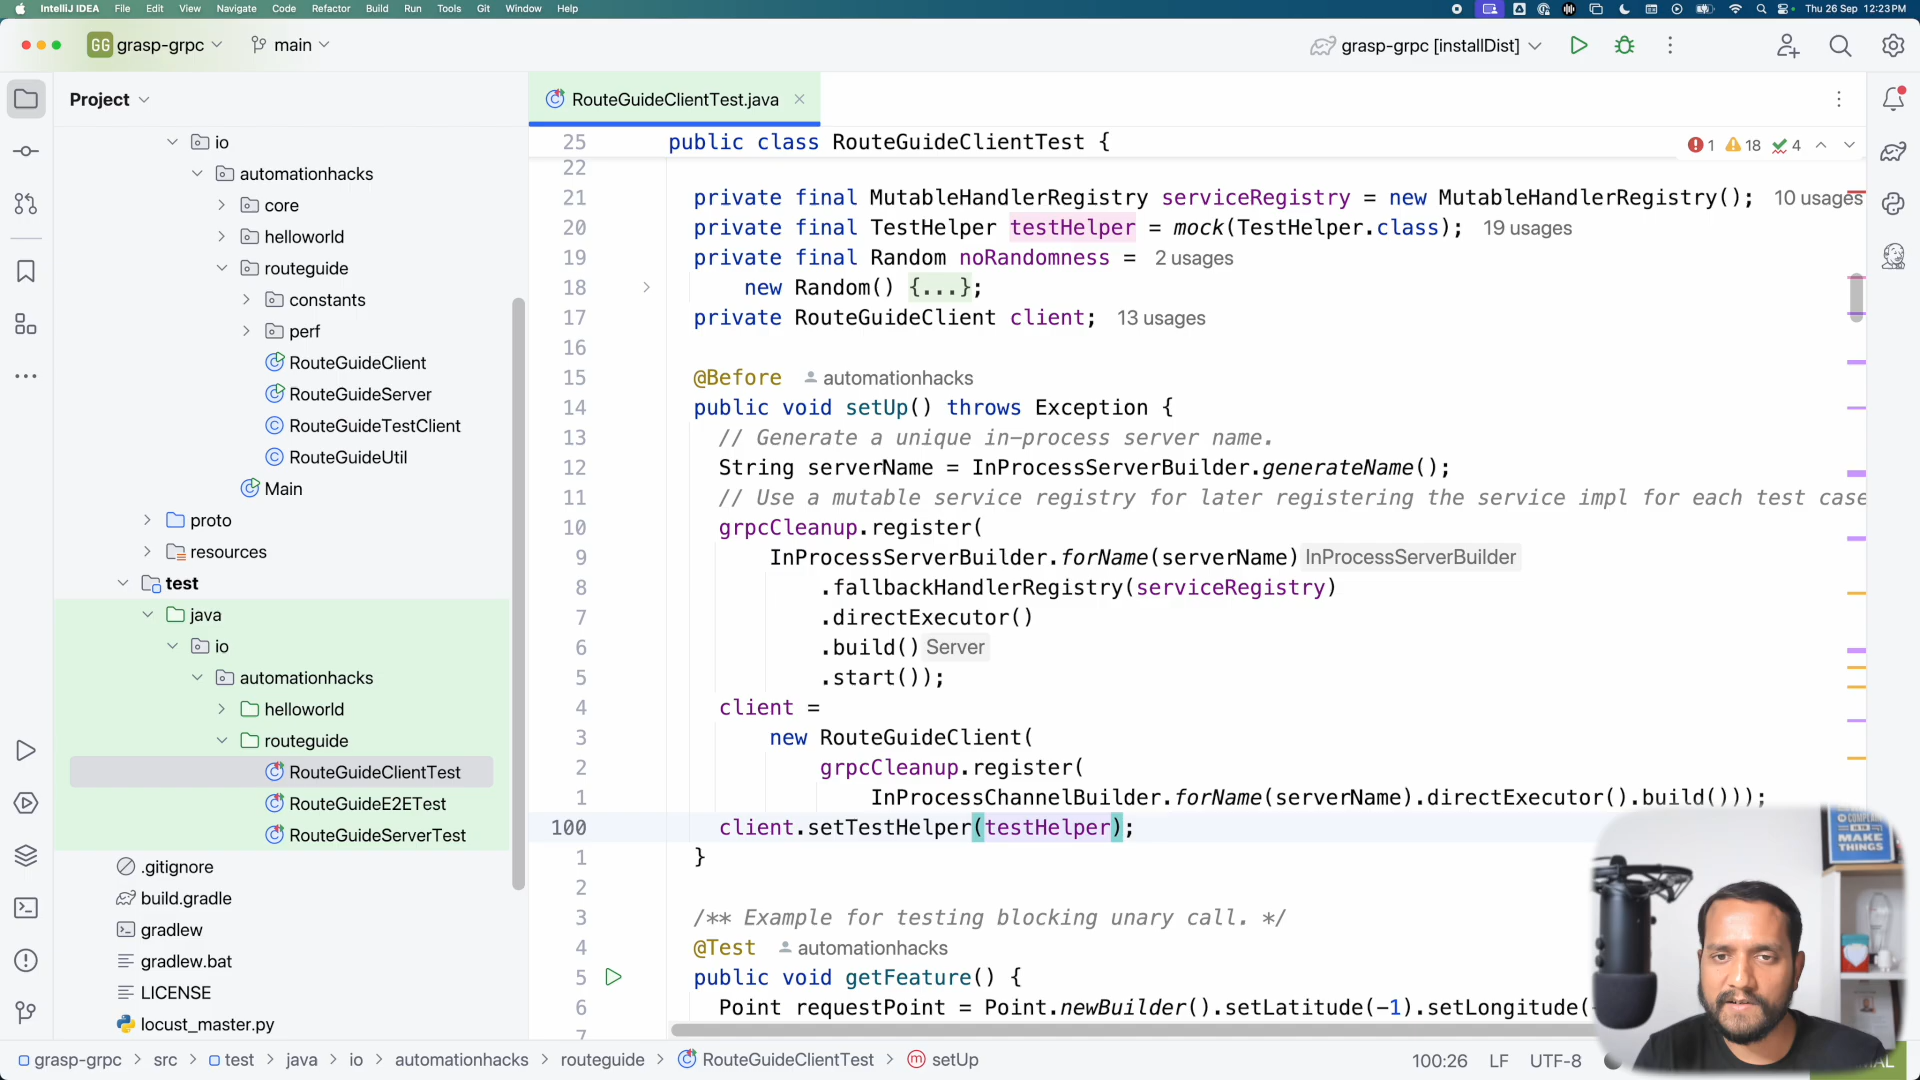 IntelliJ IDEA File Edit View Navigate Code Refactor Build Run Tools Git Window Help Thu 26 Sep 12:23 PM
GG grasp-grpc main grasp-grpc [installDist]
Project
RouteGuideClientTest.java
io
automationhacks
core
helloworld
routeguide
constants
perf
RouteGuideClient
RouteGuideServer
RouteGuideTestClient
RouteGuideUtil
Main
proto
resources
test
java
io
automationhacks
helloworld
routeguide
RouteGuideClientTest
RouteGuideE2ETest
RouteGuideServerTest
.gitignore
build.gradle
gradlew
gradlew.bat
LICENSE
locust_master.py
25 public class RouteGuideClientTest { 1 18 4
22
21 private final MutableHandlerRegistry serviceRegistry = new MutableHandlerRegistry(); 10 usages
20 private final TestHelper testHelper = mock(TestHelper.class); 19 usages
19 private final Random noRandomness = 2 usages
18 new Random() {...};
17 private RouteGuideClient client; 13 usages
16
15 @Before automationhacks
14 public void setUp() throws Exception {
13 // Generate a unique in-process server name.
12 String serverName = InProcessServerBuilder.generateName();
11 // Use a mutable service registry for later registering the service impl for each test case
10 grpcCleanup.register(
9 InProcessServerBuilder.forName(serverName) InProcessServerBuilder
8 .fallbackHandlerRegistry(serviceRegistry)
7 .directExecutor()
6 .build() Server
5 .start());
4 client =
3 new RouteGuideClient(
2 grpcCleanup.register(
1 InProcessChannelBuilder.forName(serverName).directExecutor().build()));
100 client.setTestHelper(testHelper);
1 }
2
3 /** Example for testing blocking unary call. */
4 @Test automationhacks
5 public void getFeature() {
6 Point requestPoint = Point.newBuilder().setLatitude(-1).setLongitude(-
7
MAKE
THINGS
grasp-grpc > src > test > java > io > automationhacks > routeguide > RouteGuideClientTest > setUp 100:26 LF UTF-8